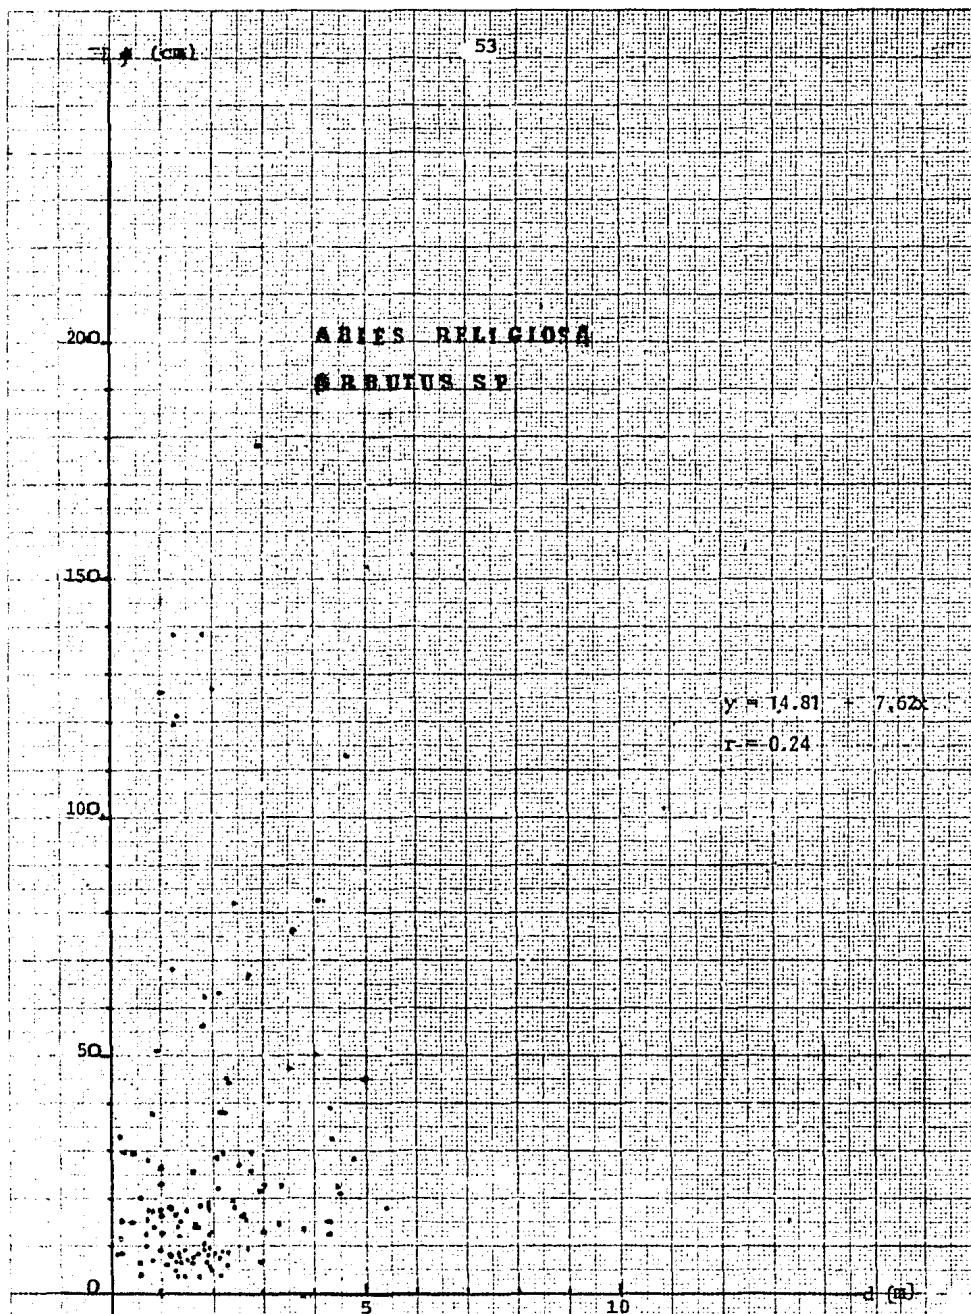 53
φ (cm)
200
ABIES RELIGIOSA
ARBUTUS SP
150
y = 14.81 + 7.62x
r = 0.24
100
50
0
5
10
d (m)